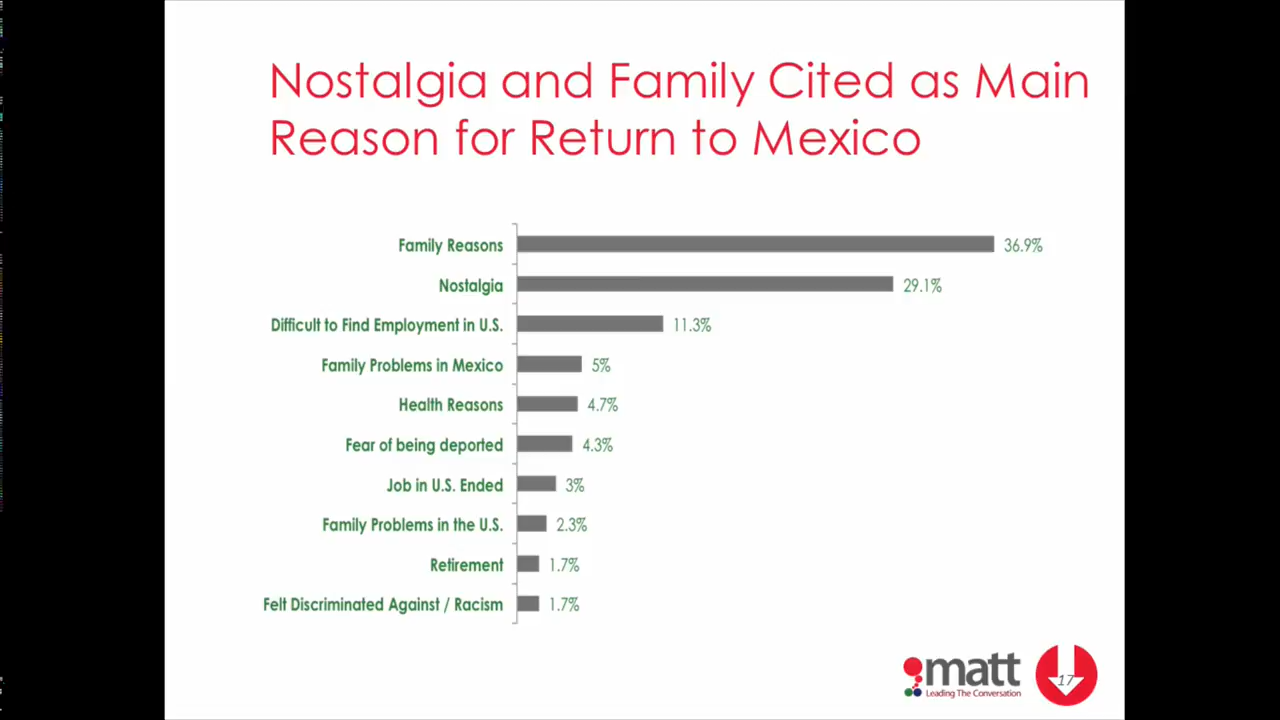 Nostalgia and Family Cited as Main
Reason for Return to Mexico
Family Reasons 36.9%
Nostalgia 29.1%
Difficult to Find Employment in U.S. 11.3%
Family Problems in Mexico 5%
Health Reasons 4.7%
Fear of being deported 4.3%
Job in U.S. Ended 3%
Family Problems in the U.S. 2.3%
Retirement 1.7%
Felt Discriminated Against / Racism 1.7%
matt
Leading The Conversation
17